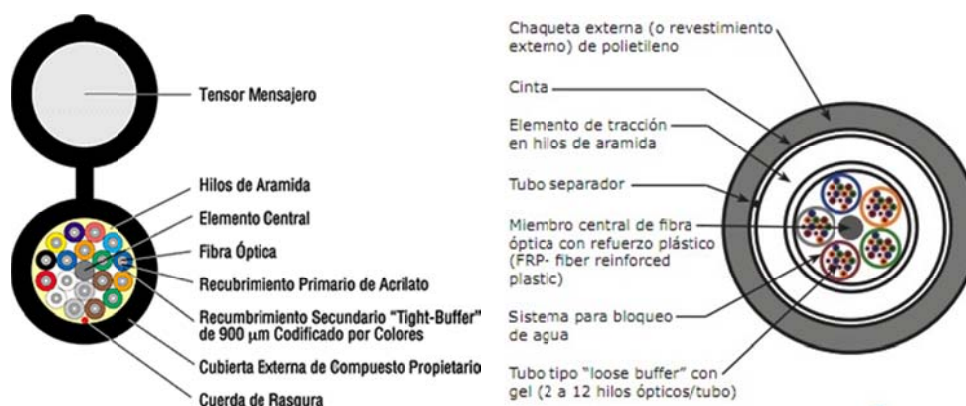 Tensor Mensajero
Hilos de Aramida
Elemento Central
Fibra Óptica
Recubrimiento Primario de Acrilato
Recumbrimiento Secundario "Tight-Buffer"
de 900 µm Codificado por Colores
Cubierta Externa de Compuesto Propietario
Cuerda de Rasgura
Chaqueta externa (o revestimiento
externo) de polietileno
Cinta
Elemento de tracción
en hilos de aramida
Tubo separador
Miembro central de fibra
óptica con refuerzo plástico
(FRP- fiber reinforced
plastic)
Sistema para bloqueo
de agua
Tubo tipo "loose buffer" con
gel (2 a 12 hilos ópticos/tubo)